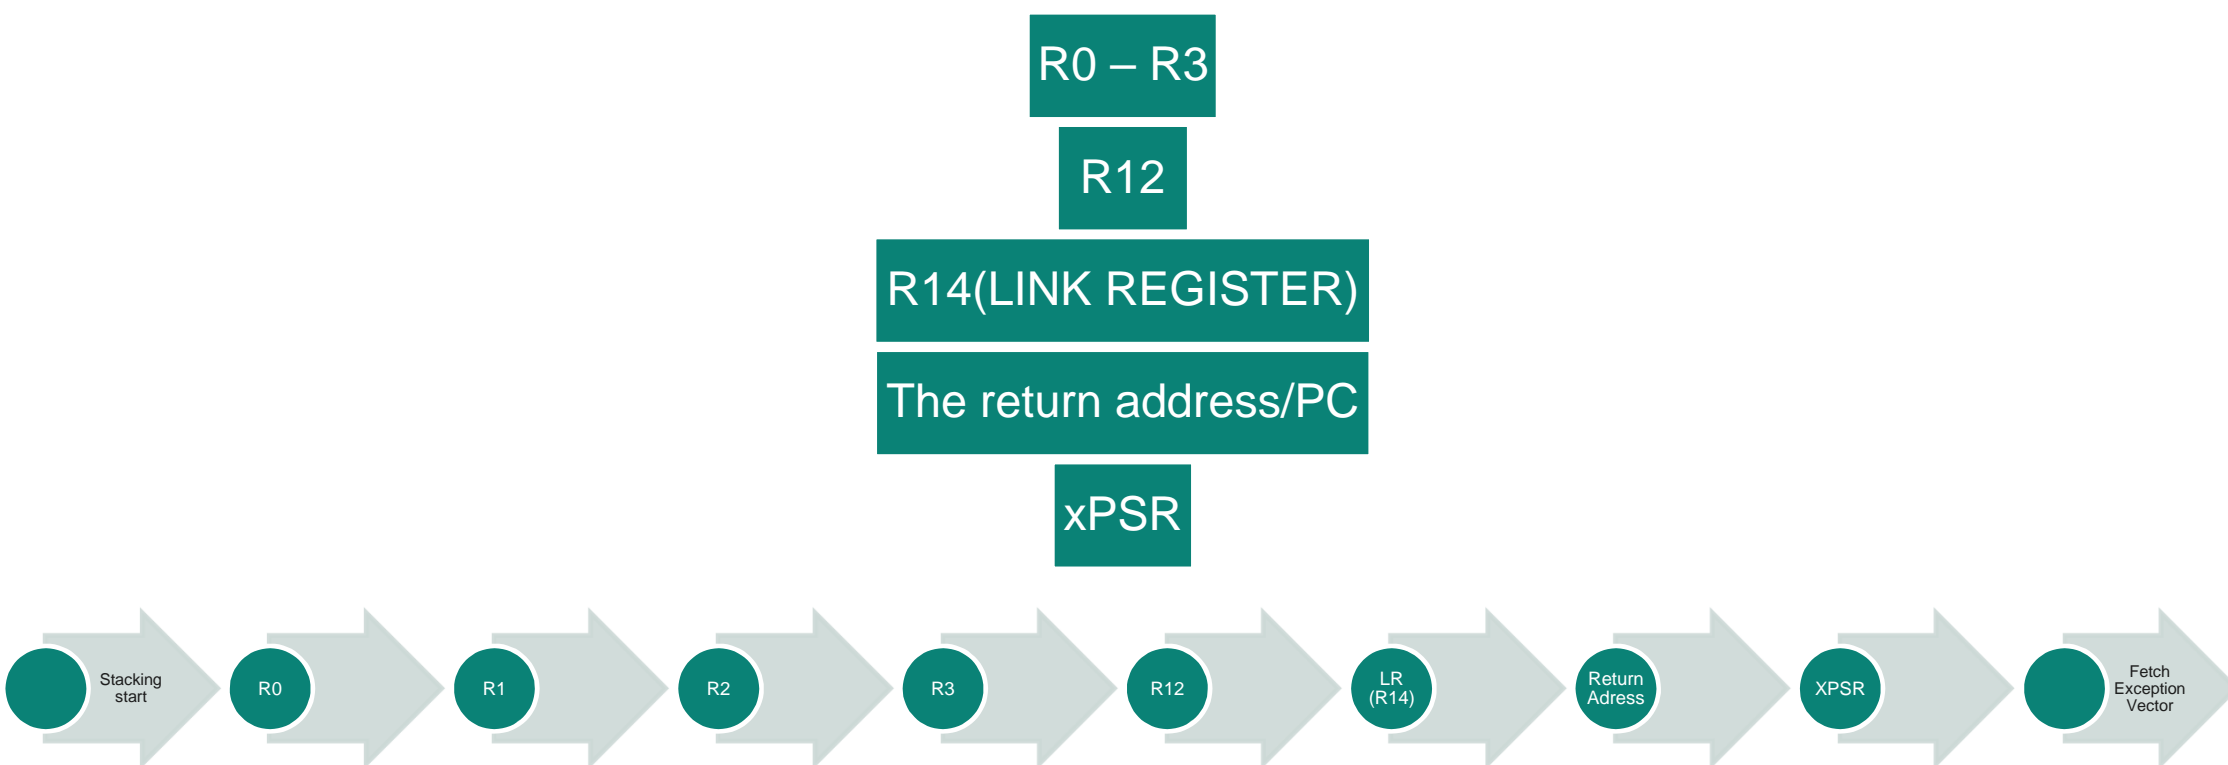 R0 – R3
R12
R14(LINK REGISTER)
The return address/PC
xPSR
Stacking
start
R0
R1
R2
R3
R12
LR
(R14)
Return
Adress
XPSR
Fetch
Exception
Vector